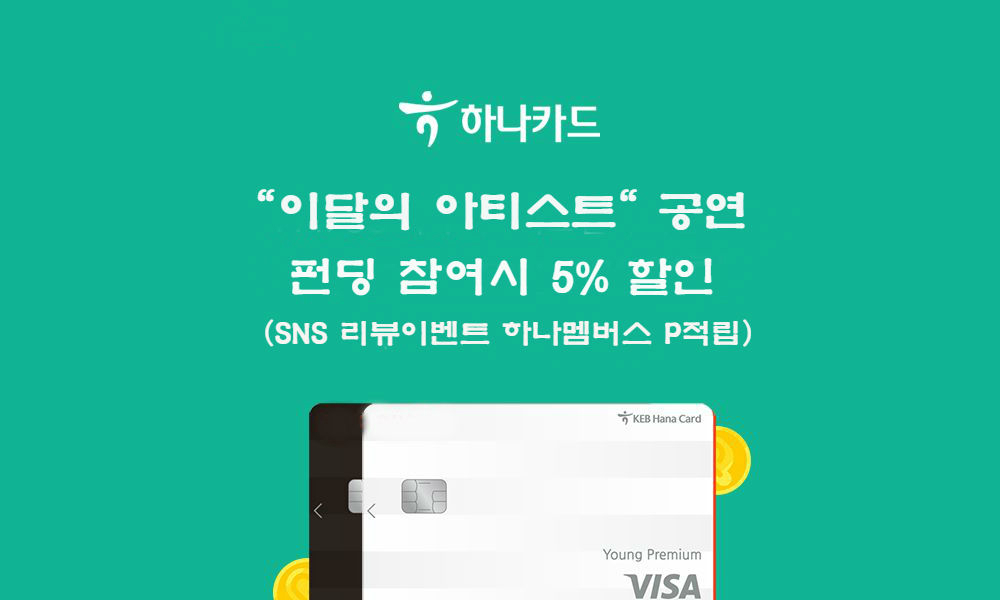 하나카드
“이달의 아티스트“ 공연
펀딩 참여시 5% 할인
(SNS 리뷰이벤트 하나멤버스 P적립)
KEB Hana Card
Young Premium
VISA